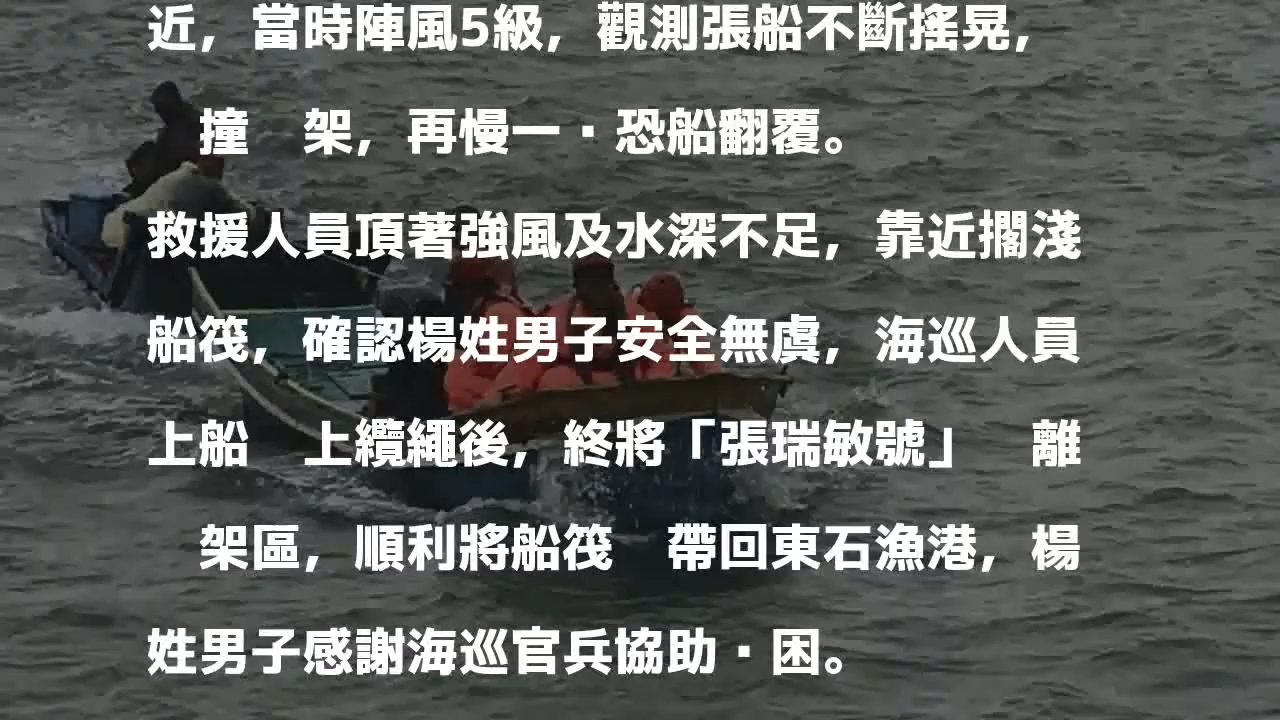 近，當時陣風5級，觀測張船不斷搖晃，
撞　架，再慢一·恐船翻覆。
救援人員頂著強風及水深不足，靠近擱淺
船筏，確認楊姓男子安全無虞，海巡人員
上船　上纜繩後，終將「張瑞敏號」　離
架區，順利將船筏　帶回東石漁港，楊
姓男子感謝海巡官兵協助·困。